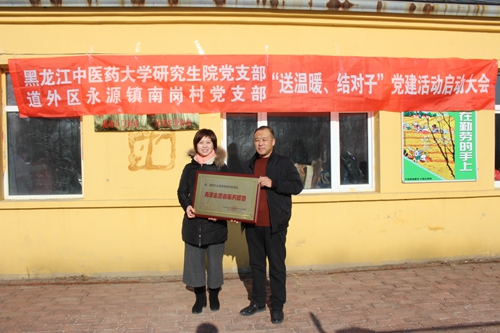 黑龙江中医药大学研究生院党支部
道外区永源镇南岗村党支部
“送温暖、结对子”党建活动启动大会
在勤劳的手上